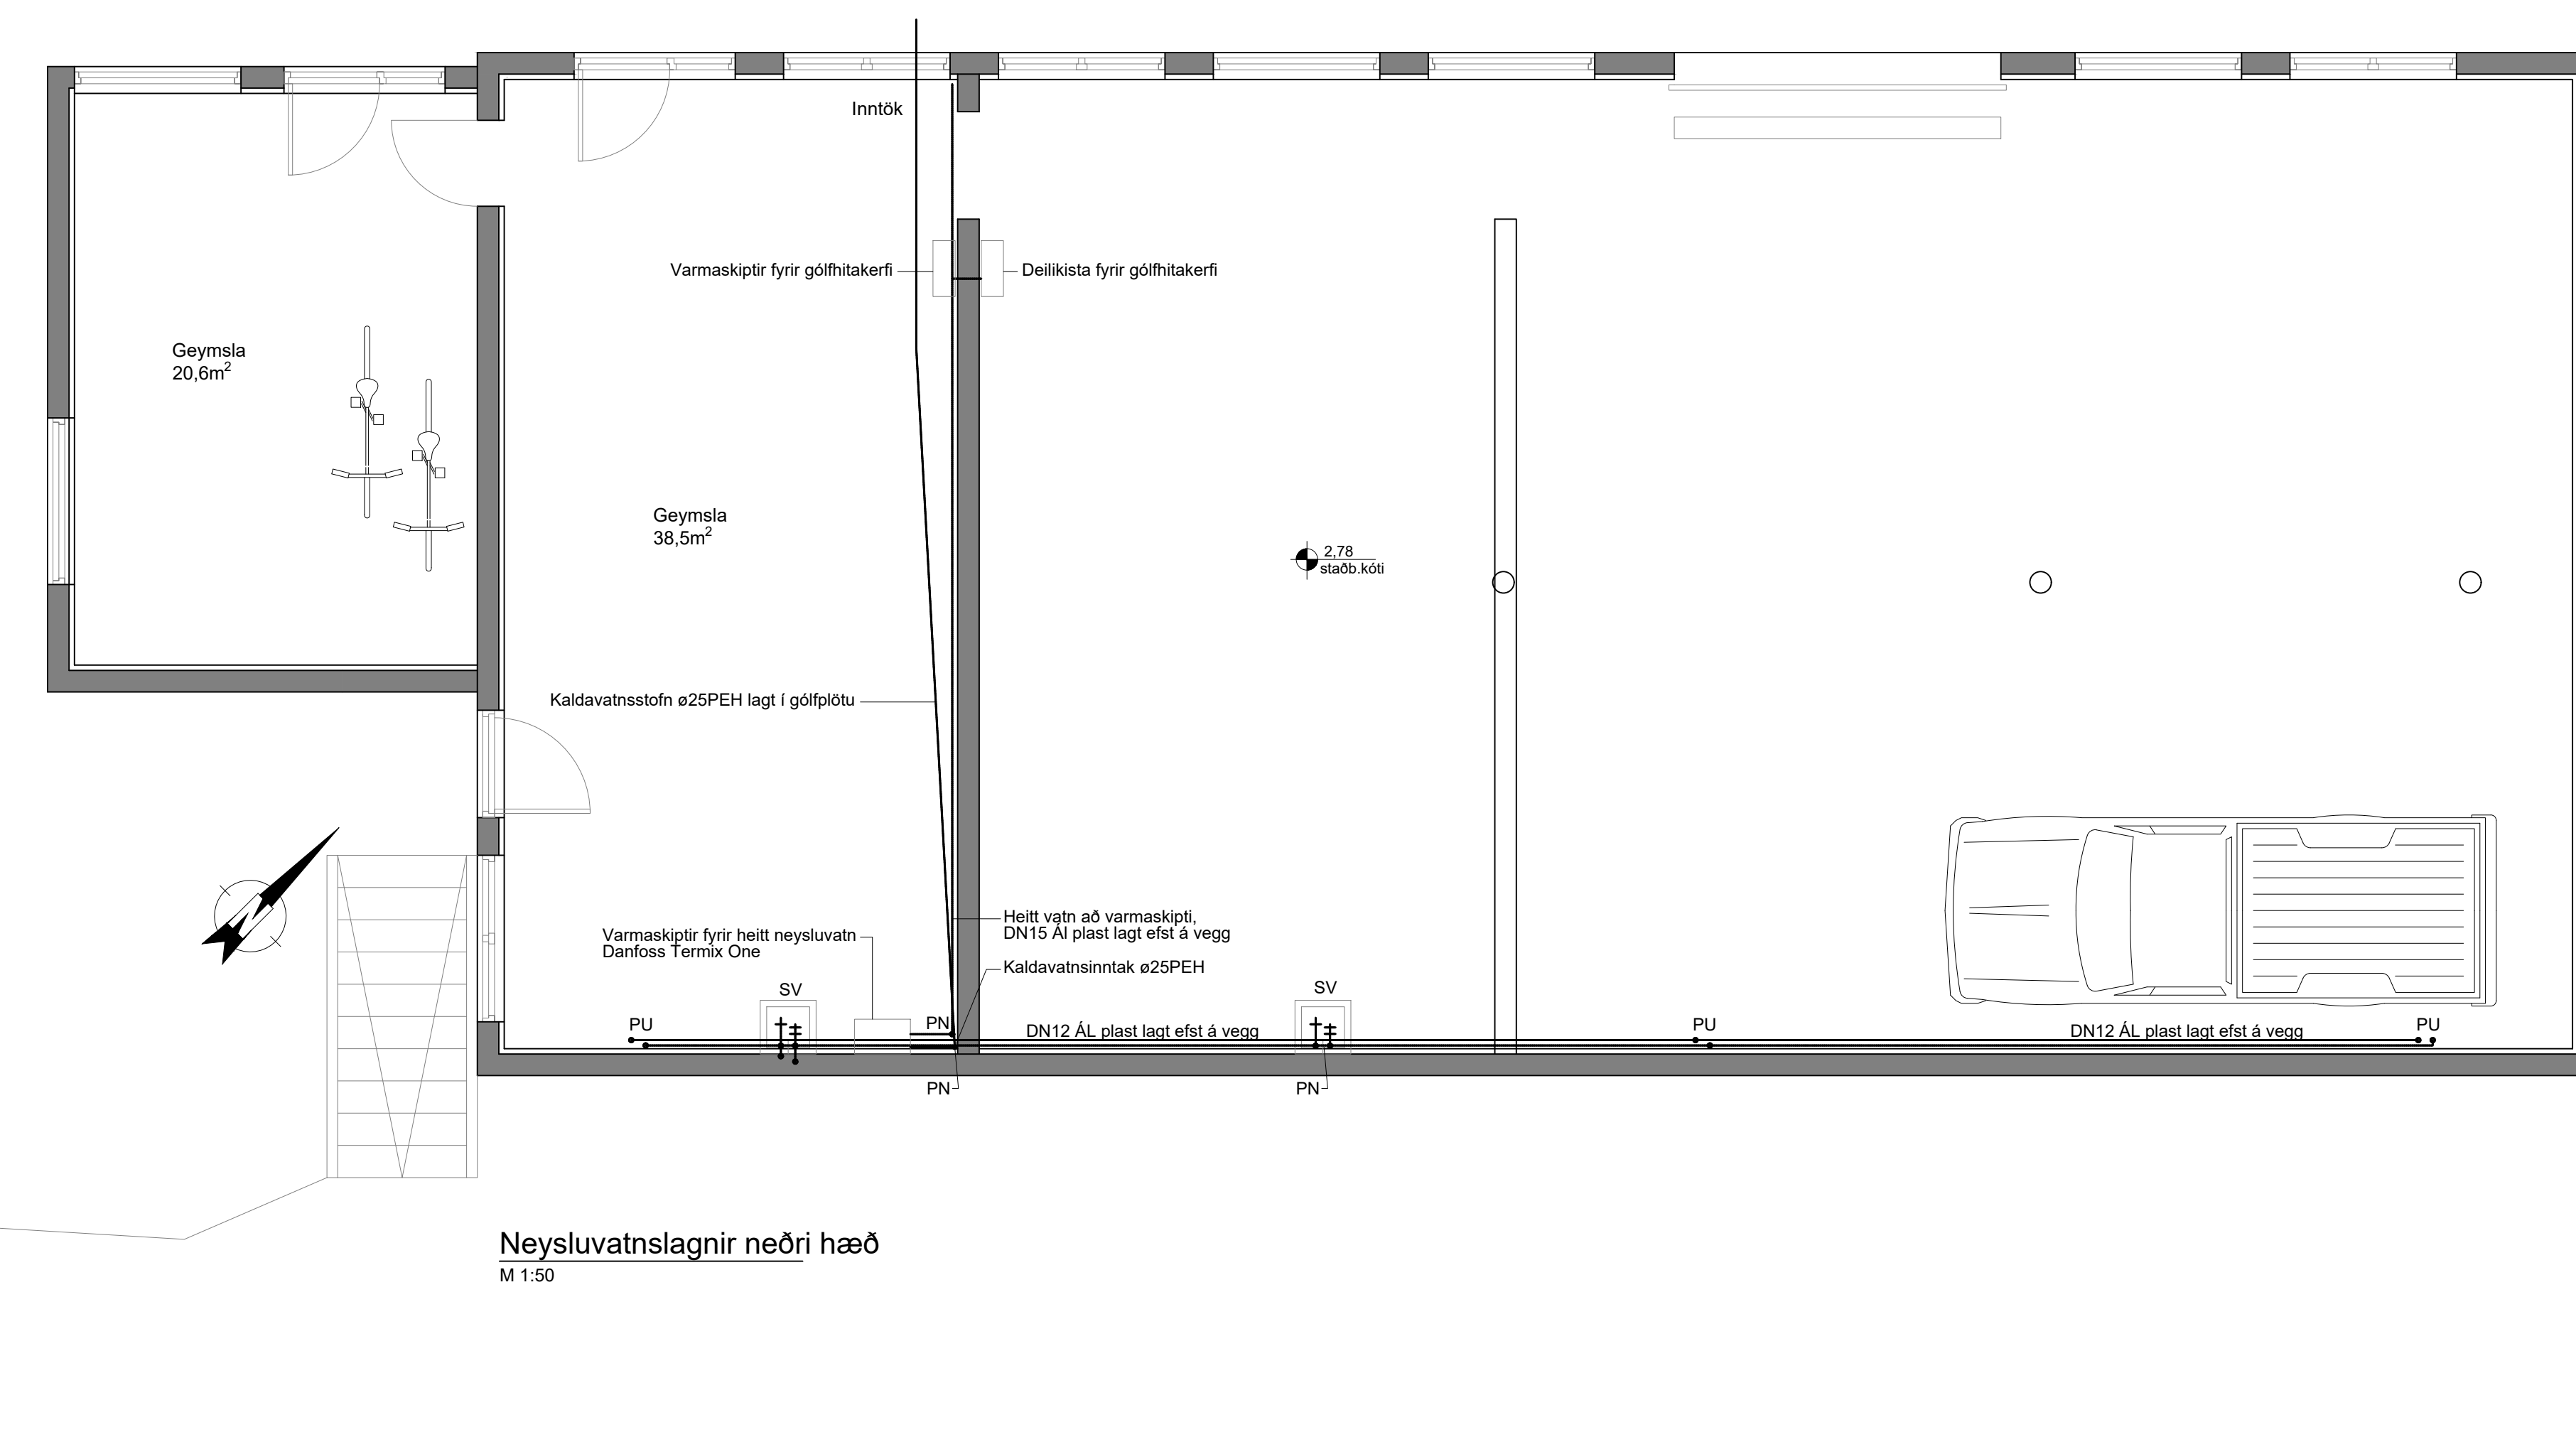 Inntök
Varmaskiptir fyrir gólfhitakerfi
Deilikista fyrir gólfhitakerfi
Geymsla
20,6m²
Geymsla
38,5m²
2,78
staðb.kóti
Kaldavatnsstofn ø25PEH lagt í gólfplötu
Heitt vatn að varmaskipti,
DN15 Ál plast lagt efst á vegg
Varmaskiptir fyrir heitt neysluvatn
Danfoss Termix One
Kaldavatnsinntak ø25PEH
SV
SV
PU
PN
DN12 ÁL plast lagt efst á vegg
PU
DN12 ÁL plast lagt efst á vegg
PU
PN
PN
Neysluvatnslagnir neðri hæð
M 1:50